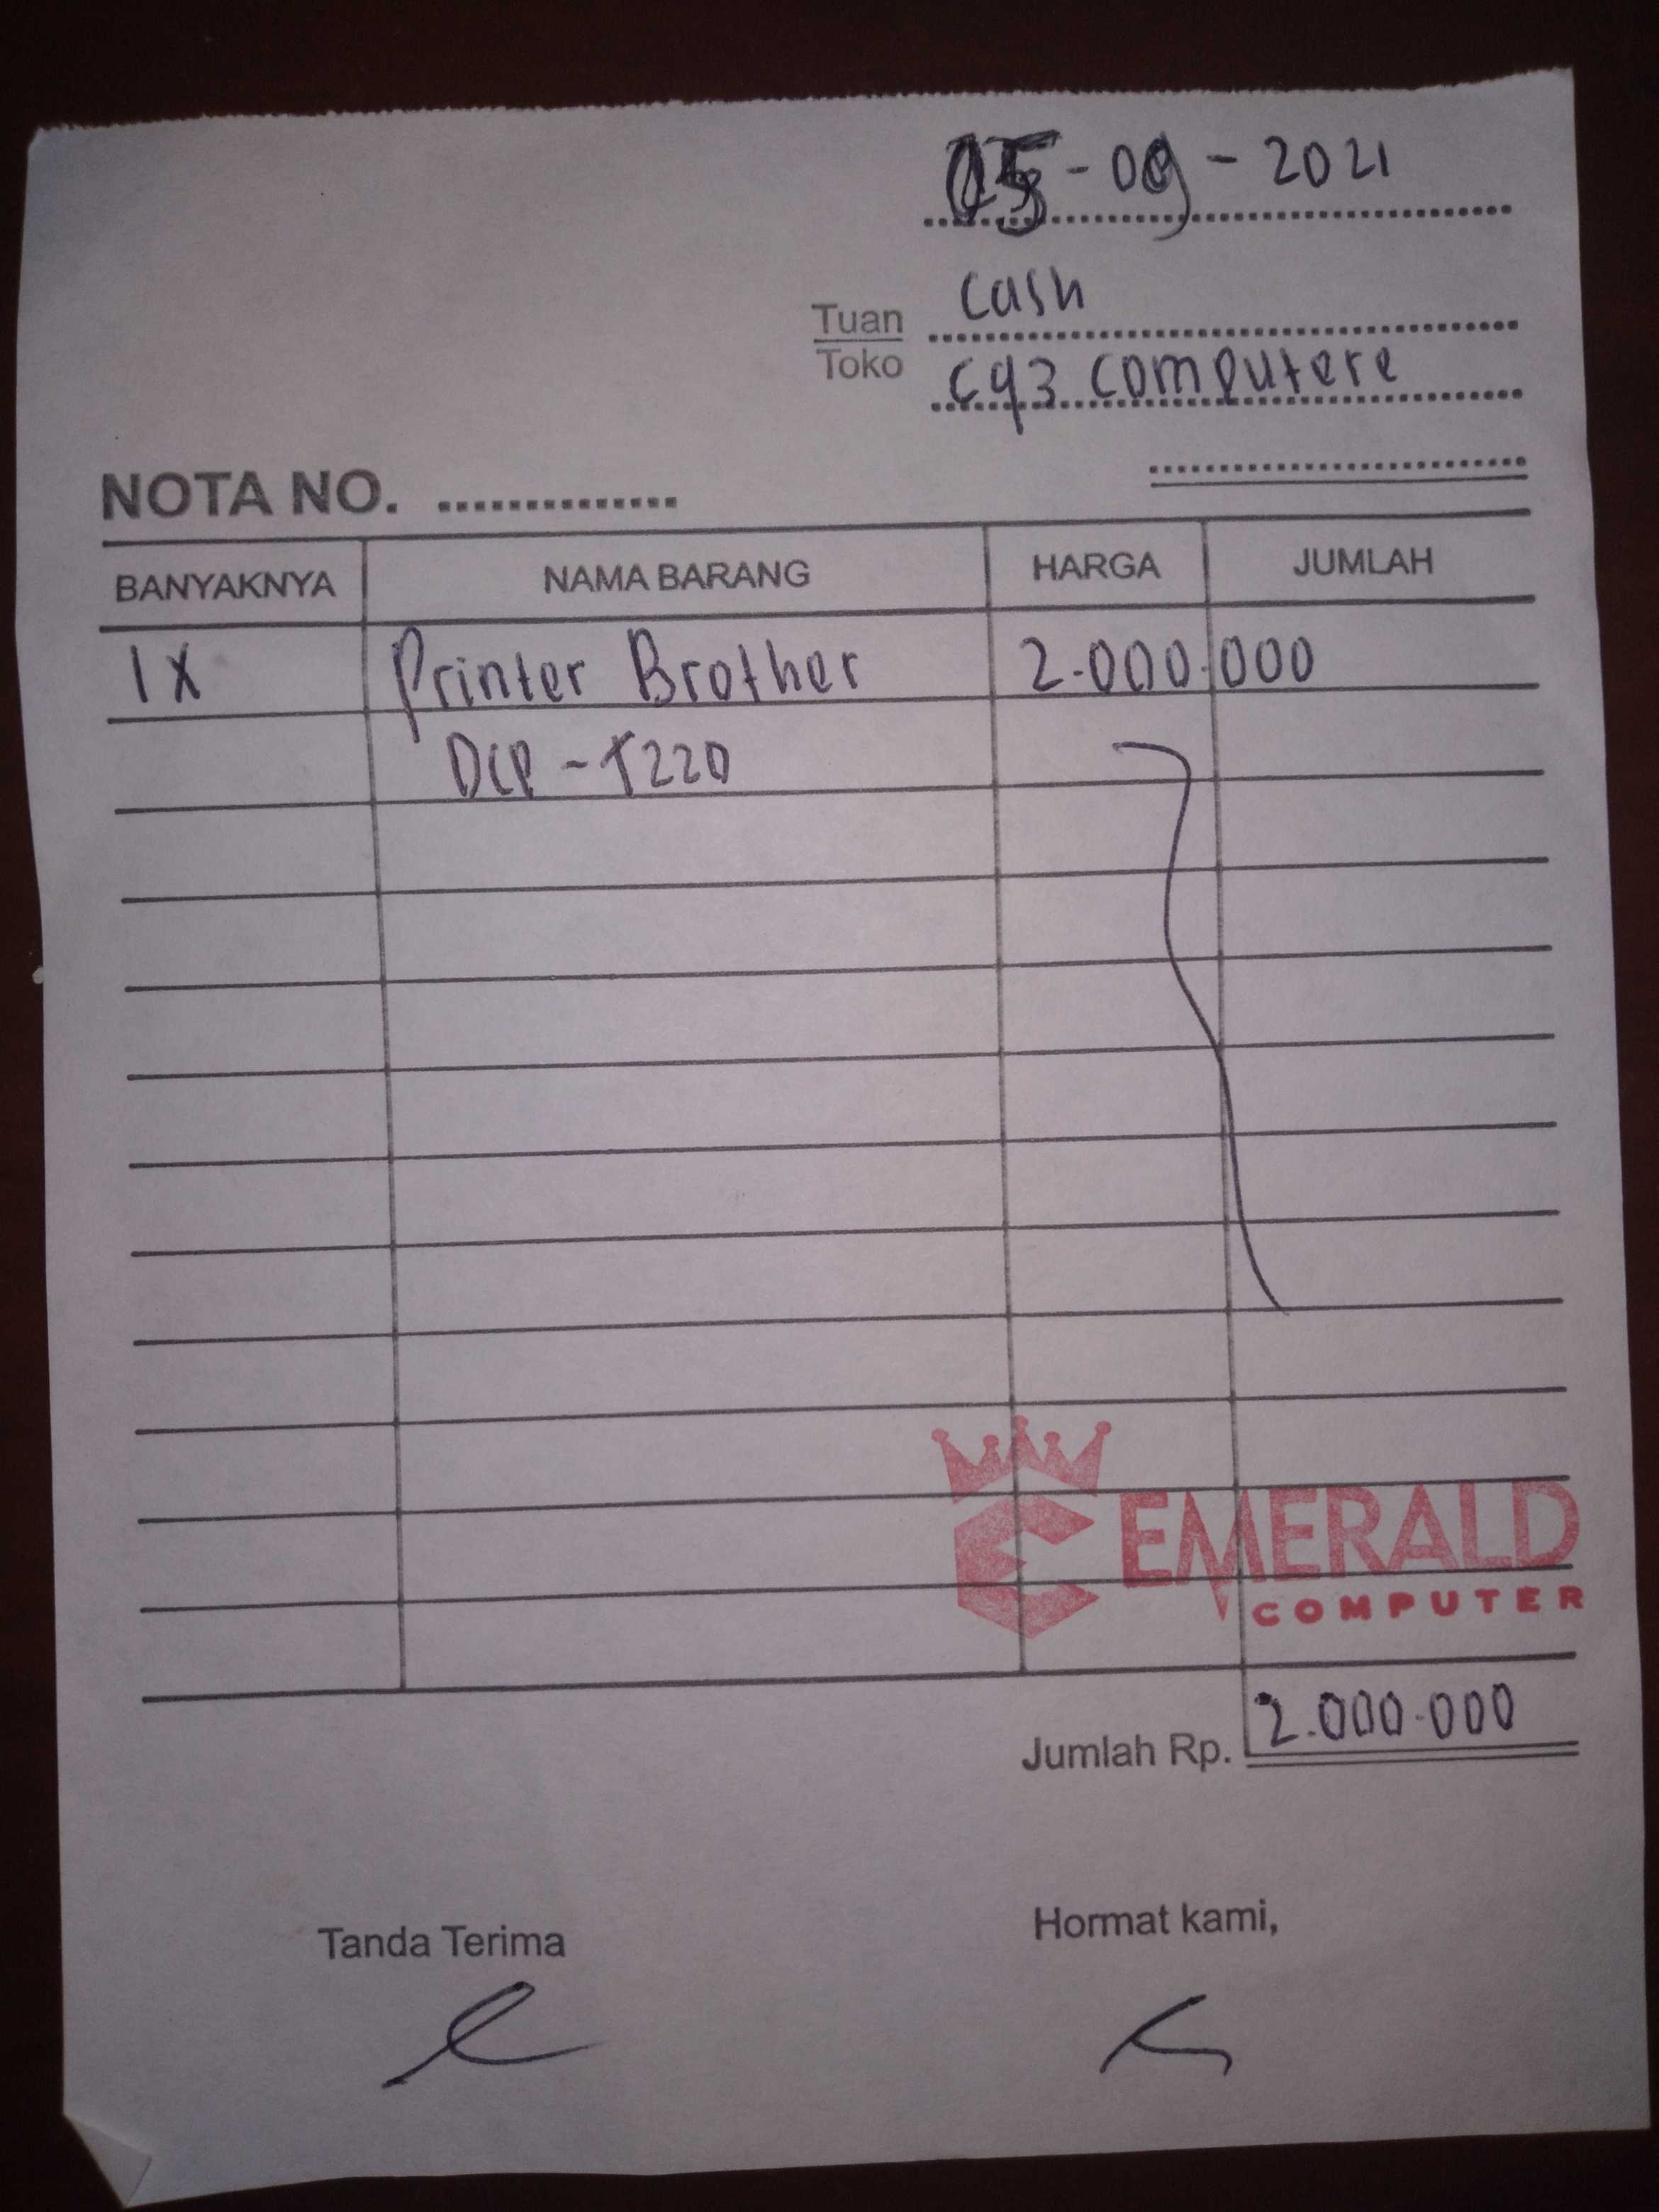 05-09-2021
Tuan cash
Toko cq3 computere
NOTA NO. ..............
BANYAKNYA NAMA BARANG HARGA JUMLAH
1X Printer Brother 2.000.000
DCP-T220
EMERALD
COMPUTER
Jumlah Rp. 2.000.000
Tanda Terima Hormat kami,